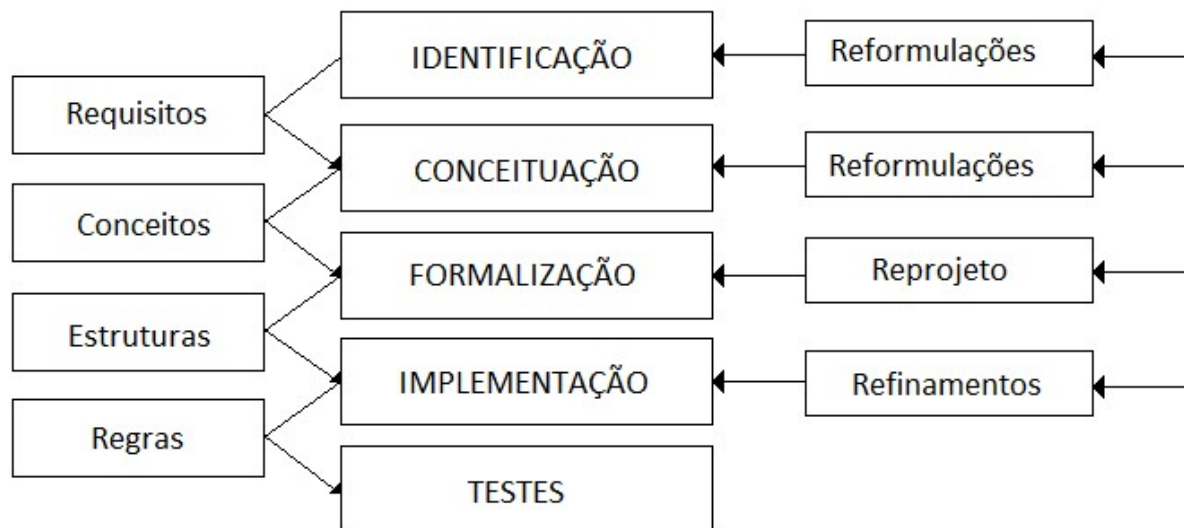 IDENTIFICAÇÃO
Reformulações
Requisitos
CONCEITUAÇÃO
Reformulações
Conceitos
FORMALIZAÇÃO
Reprojeto
Estruturas
IMPLEMENTAÇÃO
Refinamentos
Regras
TESTES